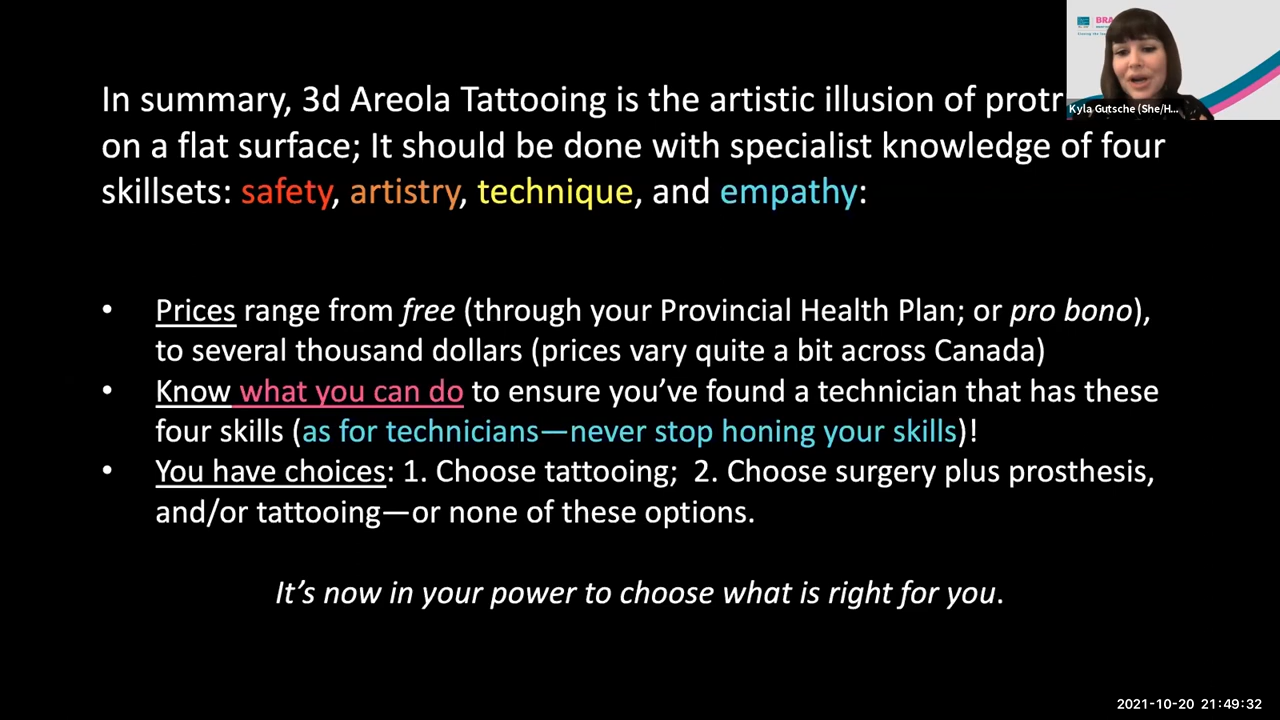 In summary, 3d Areola Tattooing is the artistic illusion of
on a flat surface; It should be done with specialist knowledge of four
skillsets: safety, artistry, technique, and empathy:
• Prices range from free (through your Provincial Health Plan; or pro bono),
to several thousand dollars (prices vary quite a bit across Canada)
• Know what you can do to ensure you’ve found a technician that has these
four skills (as for technicians—never stop honing your skills)!
• You have choices: 1. Choose tattooing; 2. Choose surgery plus prosthesis,
and/or tattooing—or none of these options.
It’s now in your power to choose what is right for you.
BRA
Kyla Gutsche (She/H...
2021-10-20 21:49:32